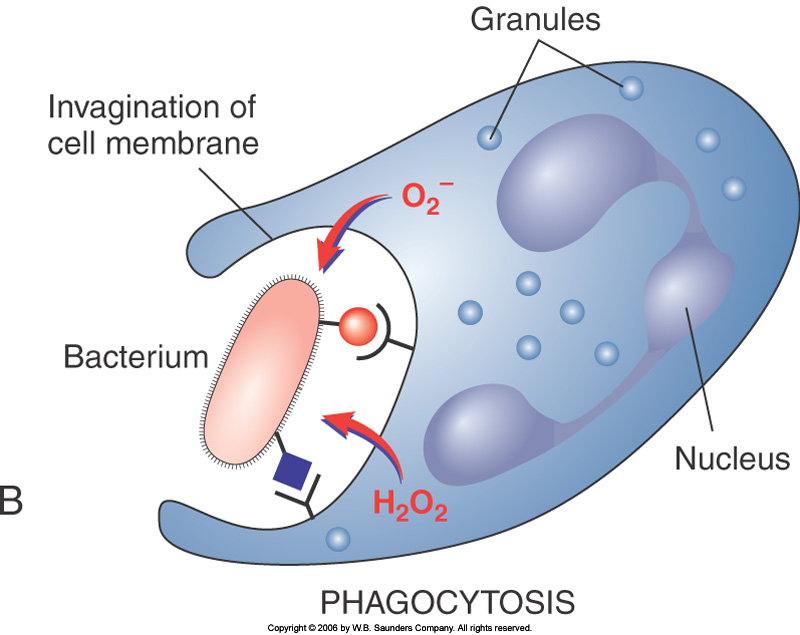 Granules
Invagination of
cell membrane
O₂⁻
Bacterium
Nucleus
H₂O₂
B
PHAGOCYTOSIS
Copyright © 2006 by W.B. Saunders Company. All rights reserved.